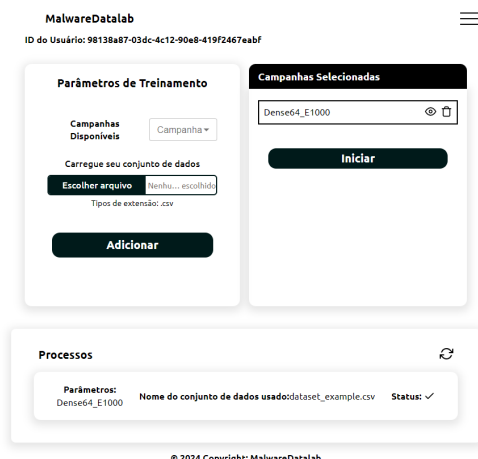 MalwareDatalab
ID do Usuário: 98138a87-03dc-4c12-90e8-419f2467eabf
Parâmetros de Treinamento
Campanhas Disponíveis
Campanha
Carregue seu conjunto de dados
Escolher arquivo Nenhu... escolhido
Tipos de extensão: .csv
Adicionar
Campanhas Selecionadas
Dense64_E1000
Iniciar
Processos
Parâmetros:
Dense64_E1000
Nome do conjunto de dados usado:dataset_example.csv
Status:
© 2024 Copyright: MalwareDatalab